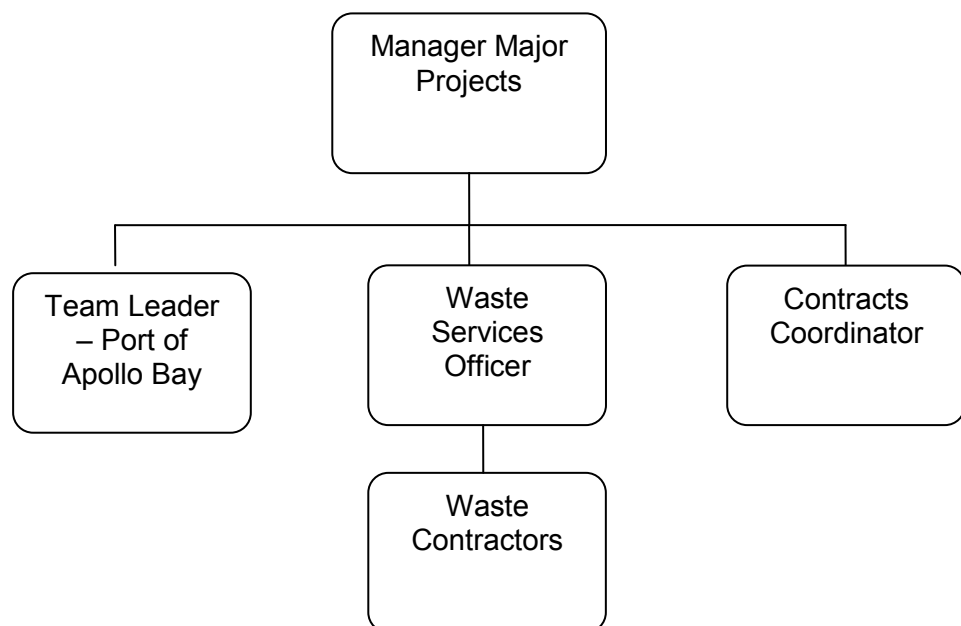 Manager Major
Projects
Team Leader
– Port of
Apollo Bay
Waste
Services
Officer
Contracts
Coordinator
Waste
Contractors